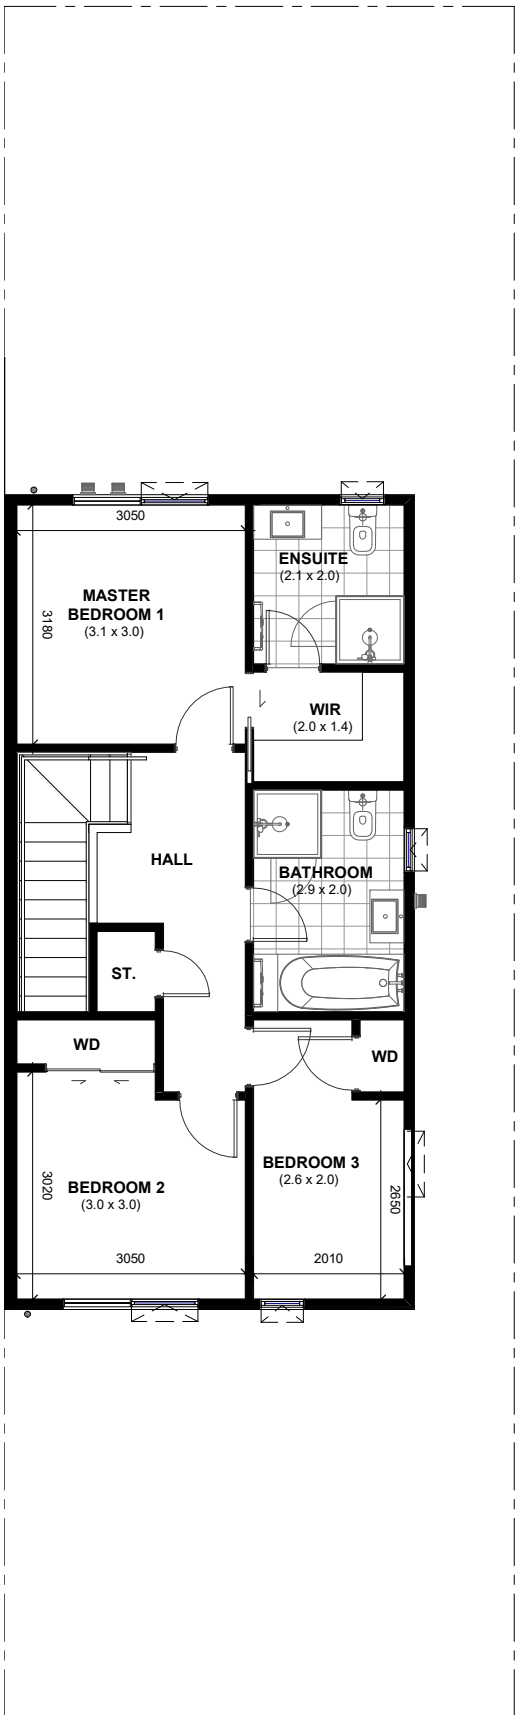 3050
ENSUITE
(2.1 x 2.0)
MASTER
BEDROOM 1
(3.1 x 3.0)
3180
WIR
(2.0 x 1.4)
HALL
BATHROOM
(2.9 x 2.0)
ST.
WD
WD
BEDROOM 3
(2.6 x 2.0)
BEDROOM 2
(3.0 x 3.0)
3020
2650
3050
2010